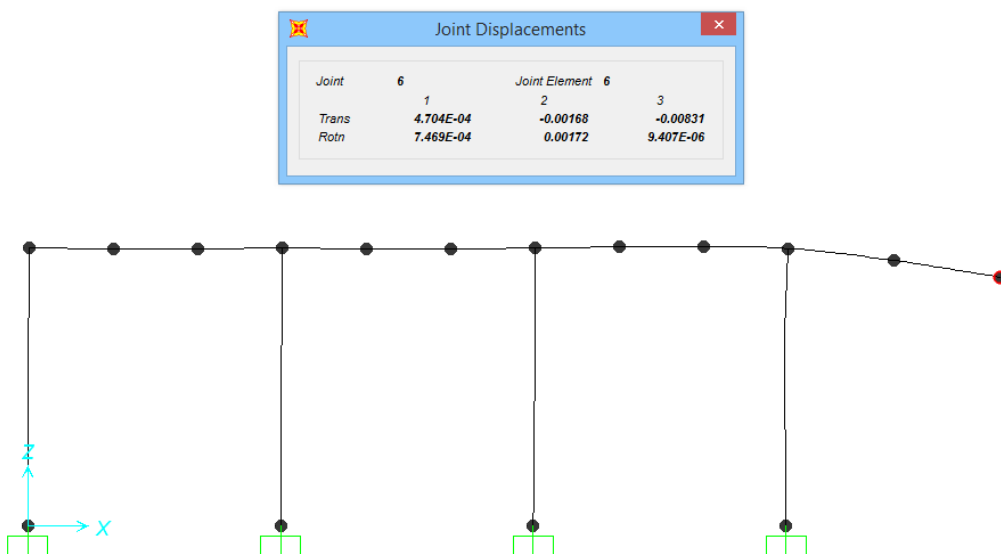 Joint Displacements
Joint 6 Joint Element 6
1 2 3
Trans 4.704E-04 -0.00168 -0.00831
Rotn 7.469E-04 0.00172 9.407E-06
Z
X